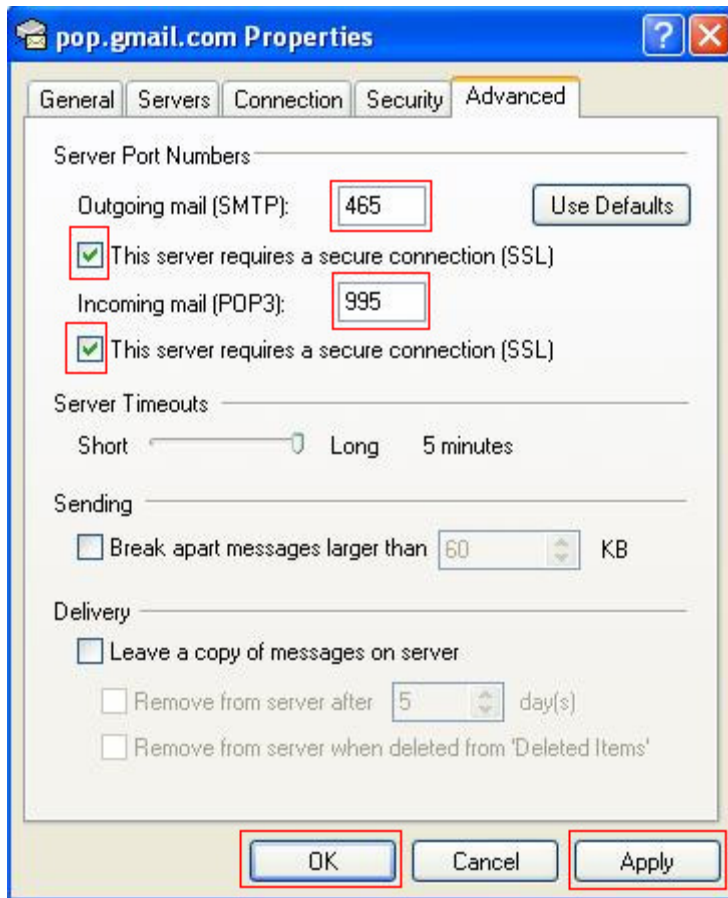 pop.gmail.com Properties
General Servers Connection Security Advanced
Server Port Numbers
Outgoing mail (SMTP): 465 Use Defaults
This server requires a secure connection (SSL)
Incoming mail (POP3): 995
This server requires a secure connection (SSL)
Server Timeouts
Short Long 5 minutes
Sending
Break apart messages larger than 60 KB
Delivery
Leave a copy of messages on server
Remove from server after 5 day(s)
Remove from server when deleted from 'Deleted Items'
OK Cancel Apply